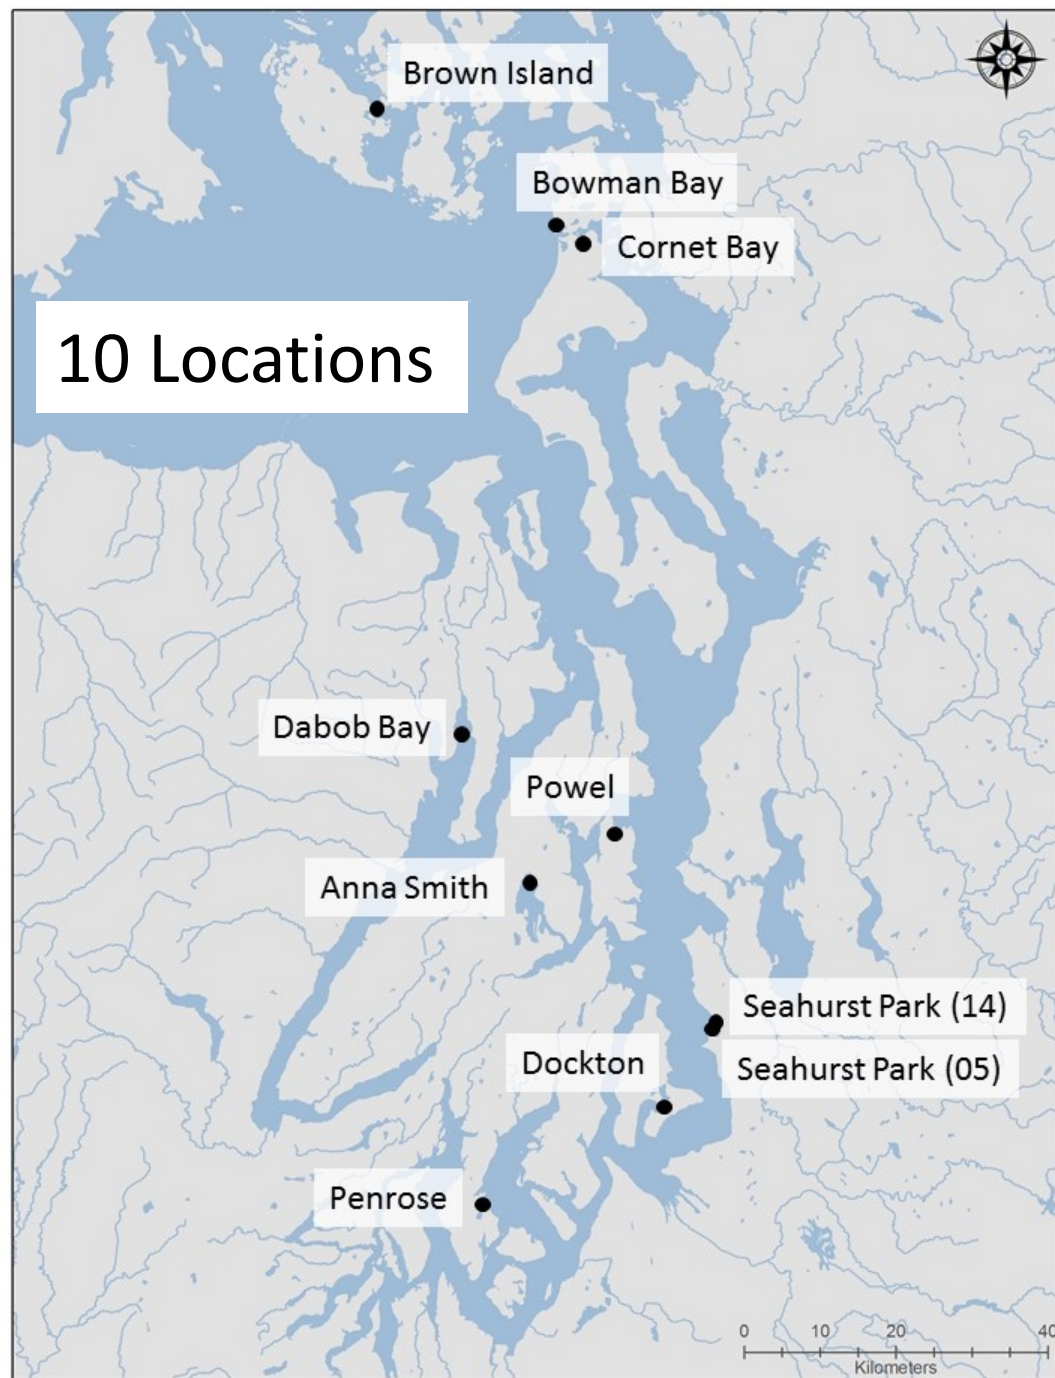 Brown Island
Bowman Bay
Cornet Bay
10 Locations
Dabob Bay
Powel
Anna Smith
Seahurst Park (14)
Dockton
Seahurst Park (05)
Penrose
0 10 20 40
Kilometers